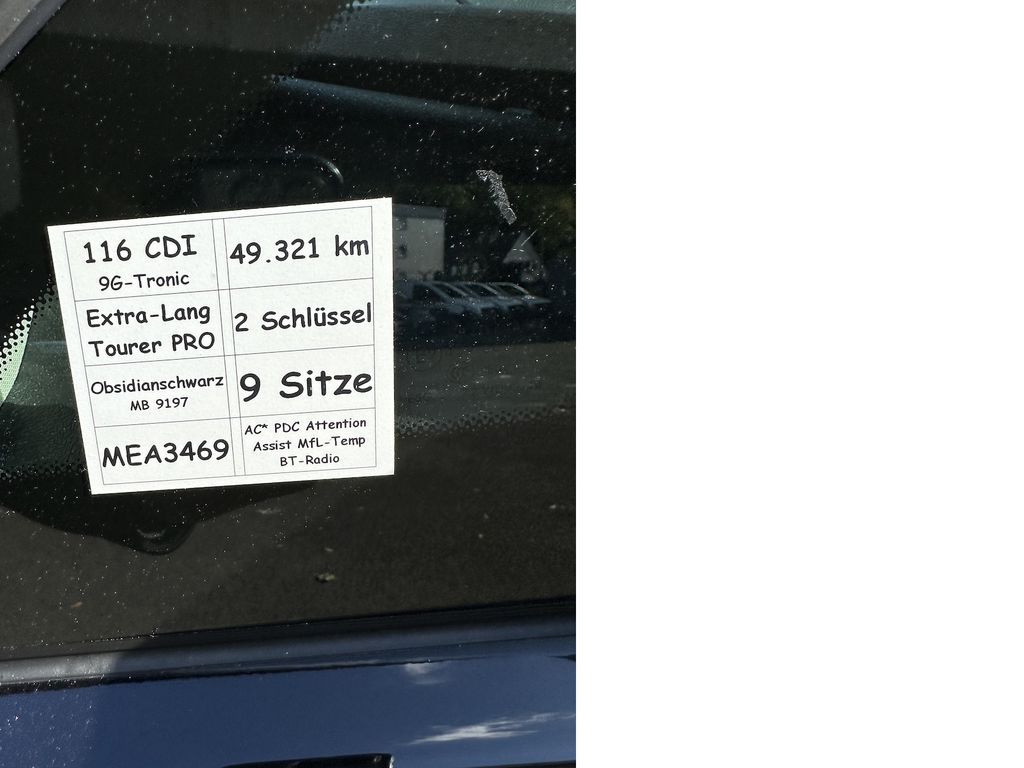 116 CDI
9G-Tronic
49.321 km
Extra-Lang
Tourer PRO
2 Schlüssel
Obsidianschwarz
MB 9197
9 Sitze
MEA3469
AC* PDC Attention
Assist MfL-Temp
BT-Radio